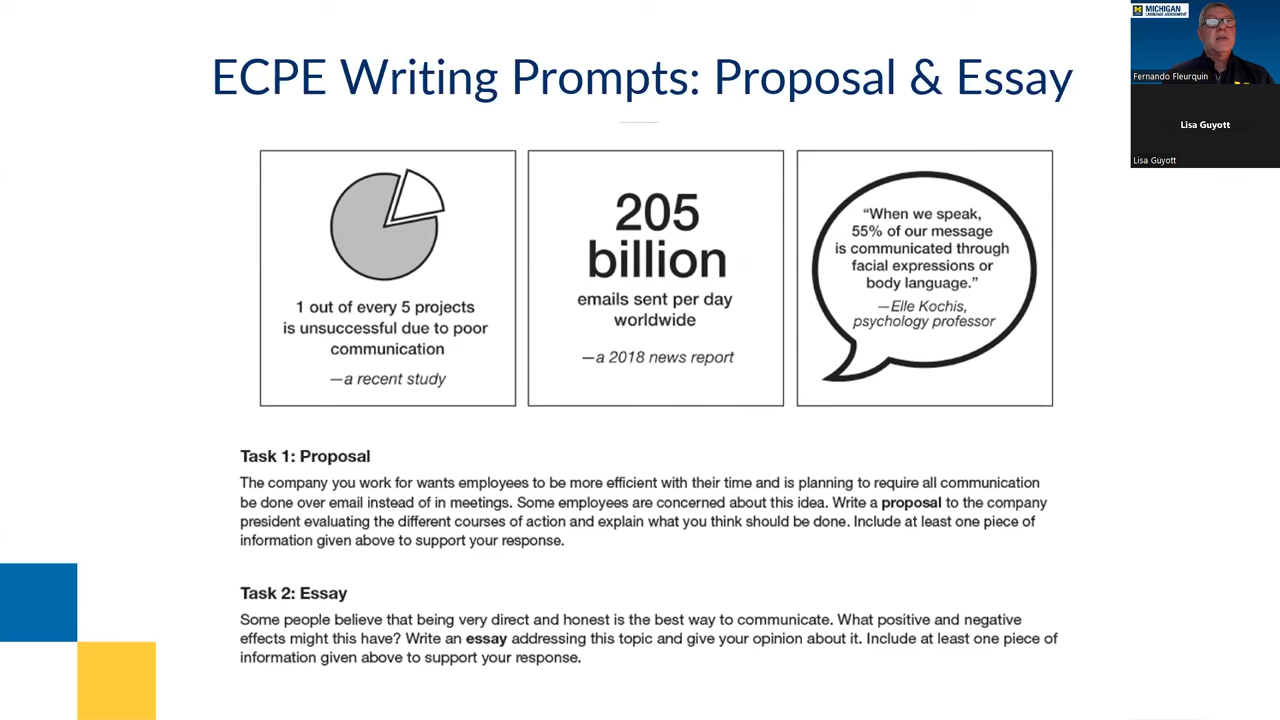 ECPE Writing Prompts: Proposal & Essay
1 out of every 5 projects
is unsuccessful due to poor
communication
—a recent study
205
billion
emails sent per day
worldwide
—a 2018 news report
“When we speak,
55% of our message
is communicated through
facial expressions or
body language.”
—Elle Kochis,
psychology professor
Task 1: Proposal
The company you work for wants employees to be more efficient with their time and is planning to require all communication
be done over email instead of in meetings. Some employees are concerned about this idea. Write a proposal to the company
president evaluating the different courses of action and explain what you think should be done. Include at least one piece of
information given above to support your response.
Task 2: Essay
Some people believe that being very direct and honest is the best way to communicate. What positive and negative
effects might this have? Write an essay addressing this topic and give your opinion about it. Include at least one piece of
information given above to support your response.
MICHIGAN
LANGUAGE ASSESSMENT
Fernando Fleurquin
Lisa Guyott
Lisa Guyott